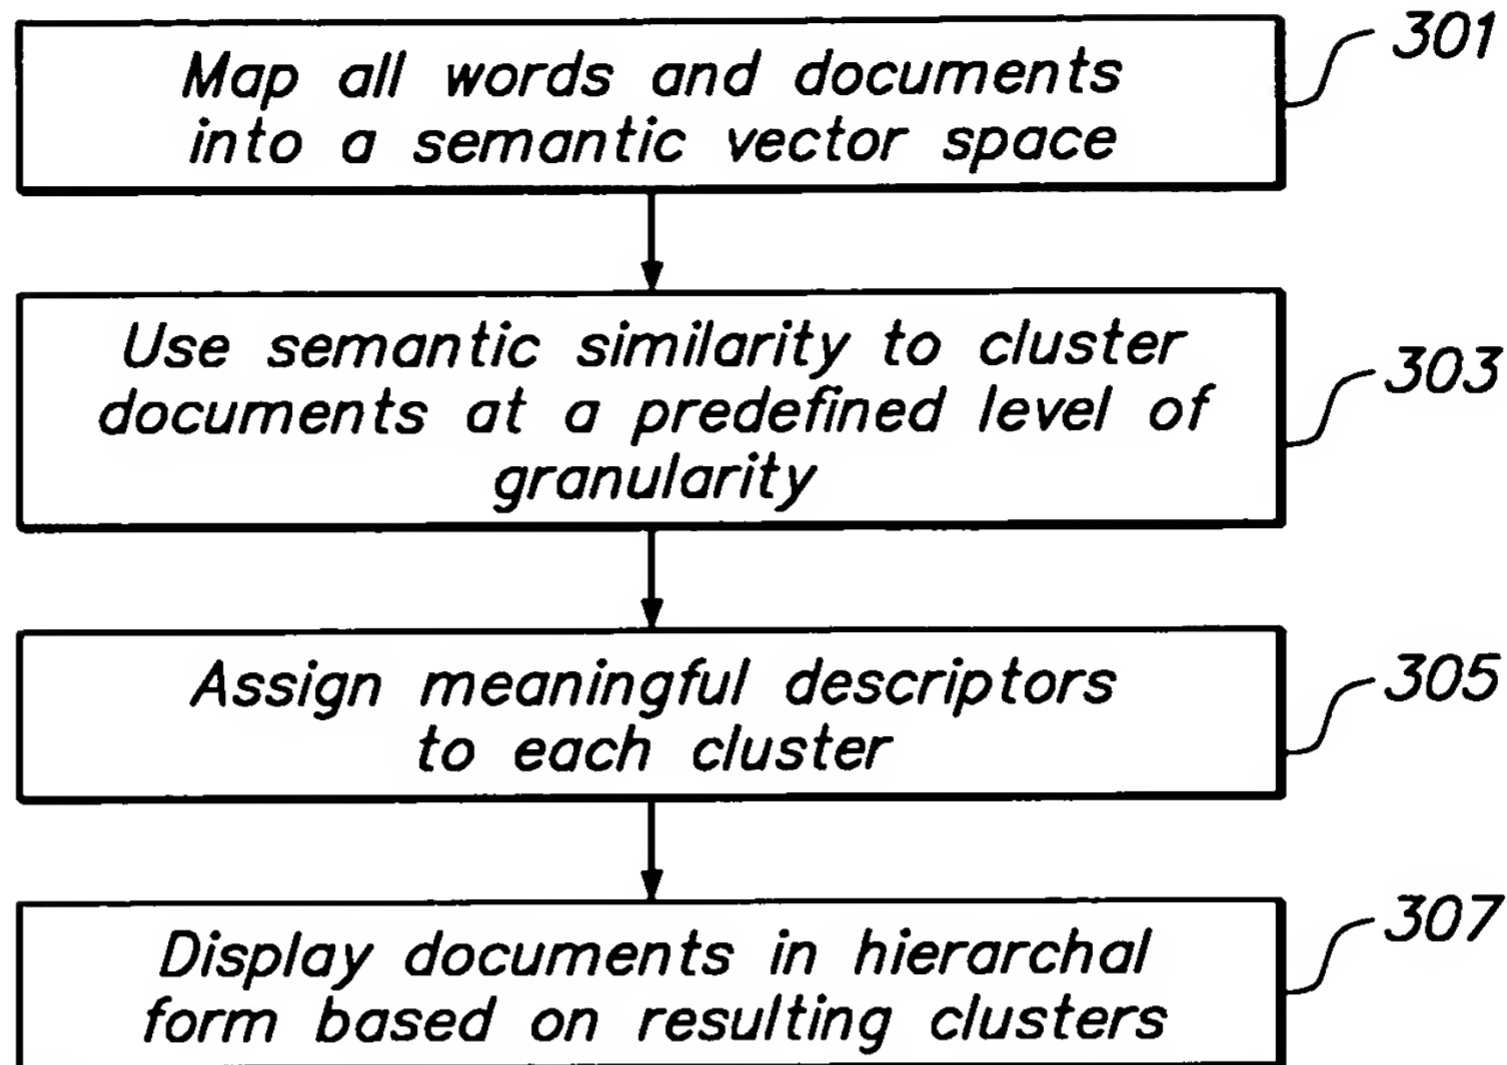 Map all words and documents
into a semantic vector space
301
Use semantic similarity to cluster
documents at a predefined level of
granularity
303
Assign meaningful descriptors
to each cluster
305
Display documents in hierarchal
form based on resulting clusters
307